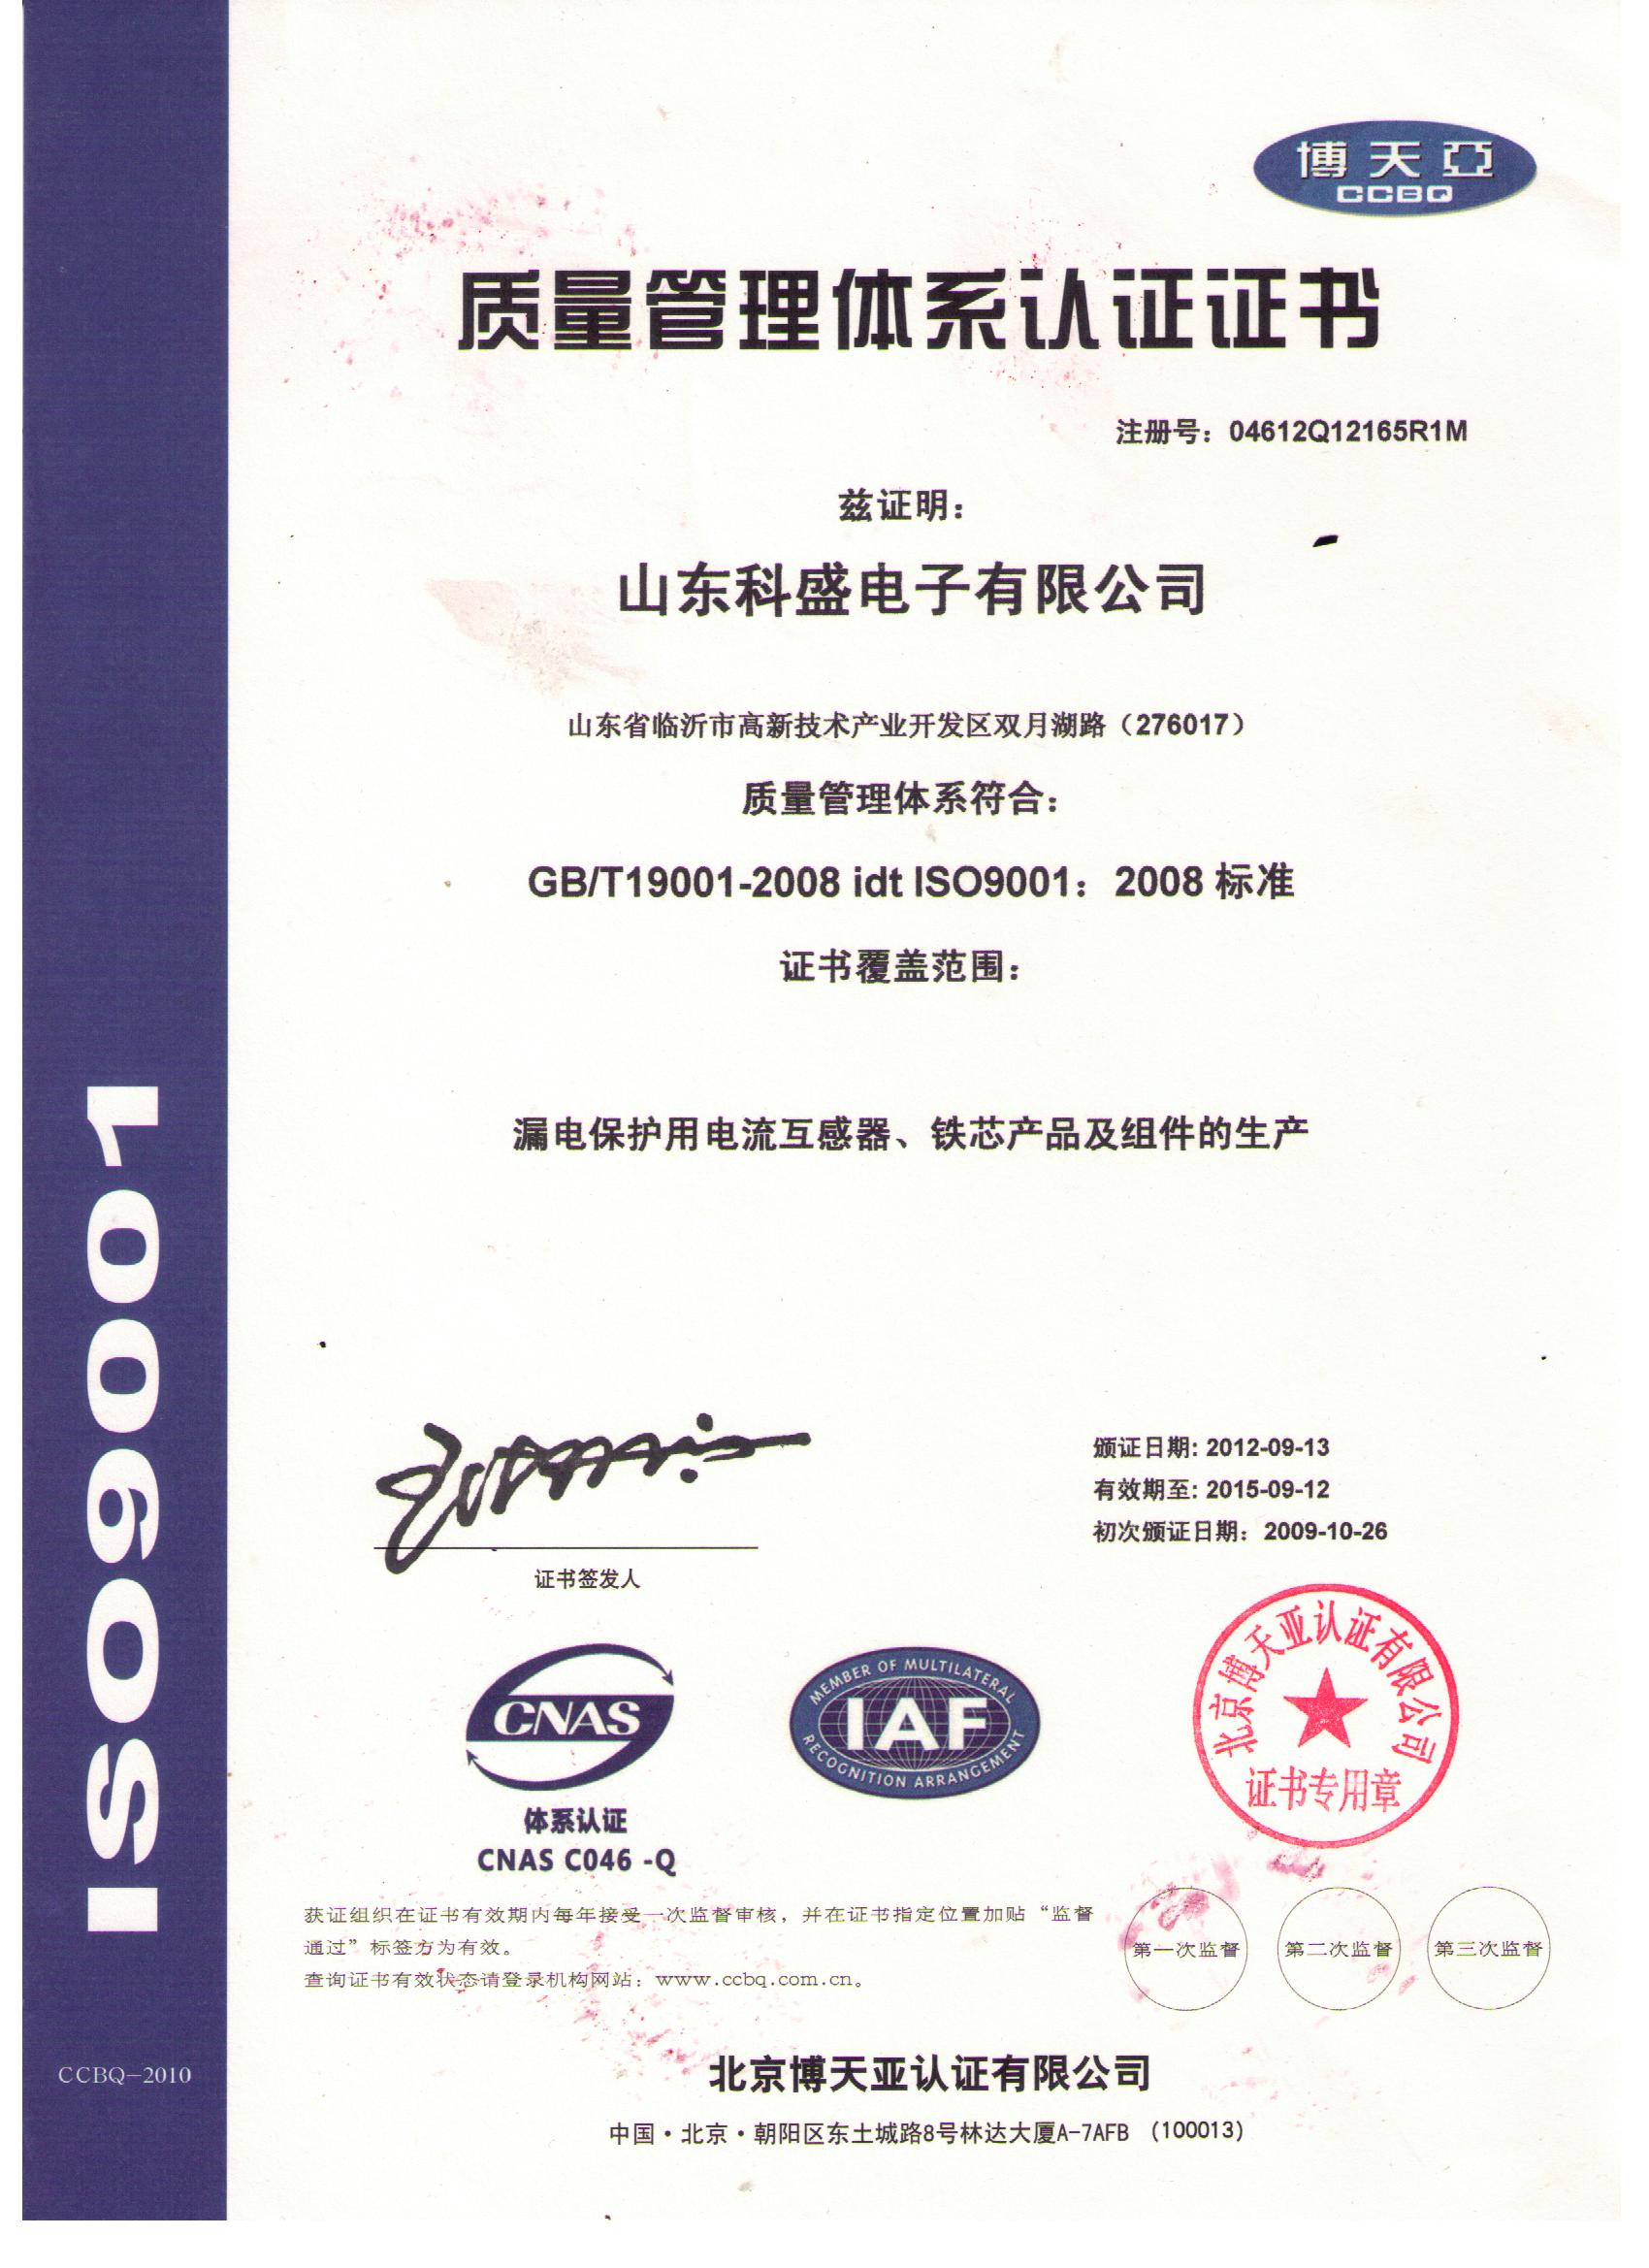 博天亞
CCBQ
质量管理体系认证证书
注册号：04612Q12165R1M
兹证明：
山东科盛电子有限公司
山东省临沂市高新技术产业开发区双月湖路（276017）
质量管理体系符合：
GB/T19001-2008 idt ISO9001：2008 标准
证书覆盖范围：
漏电保护用电流互感器、铁芯产品及组件的生产
ISO9001
颁证日期: 2012-09-13
有效期至: 2015-09-12
初次颁证日期：2009-10-26
证书签发人
CNAS
体系认证
CNAS C046 -Q
MEMBER OF MULTILATERAL
IAF
RECOGNITION ARRANGEMENT
北京博天亚认证有限公司
证书专用章
获证组织在证书有效期内每年接受一次监督审核，并在证书指定位置加贴“监督
通过”标签方为有效。
查询证书有效状态请登录机构网站：www.ccbq.com.cn。
第一次监督
第二次监督
第三次监督
CCBQ-2010
北京博天亚认证有限公司
中国·北京·朝阳区东土城路8号林达大厦A-7AFB （100013）